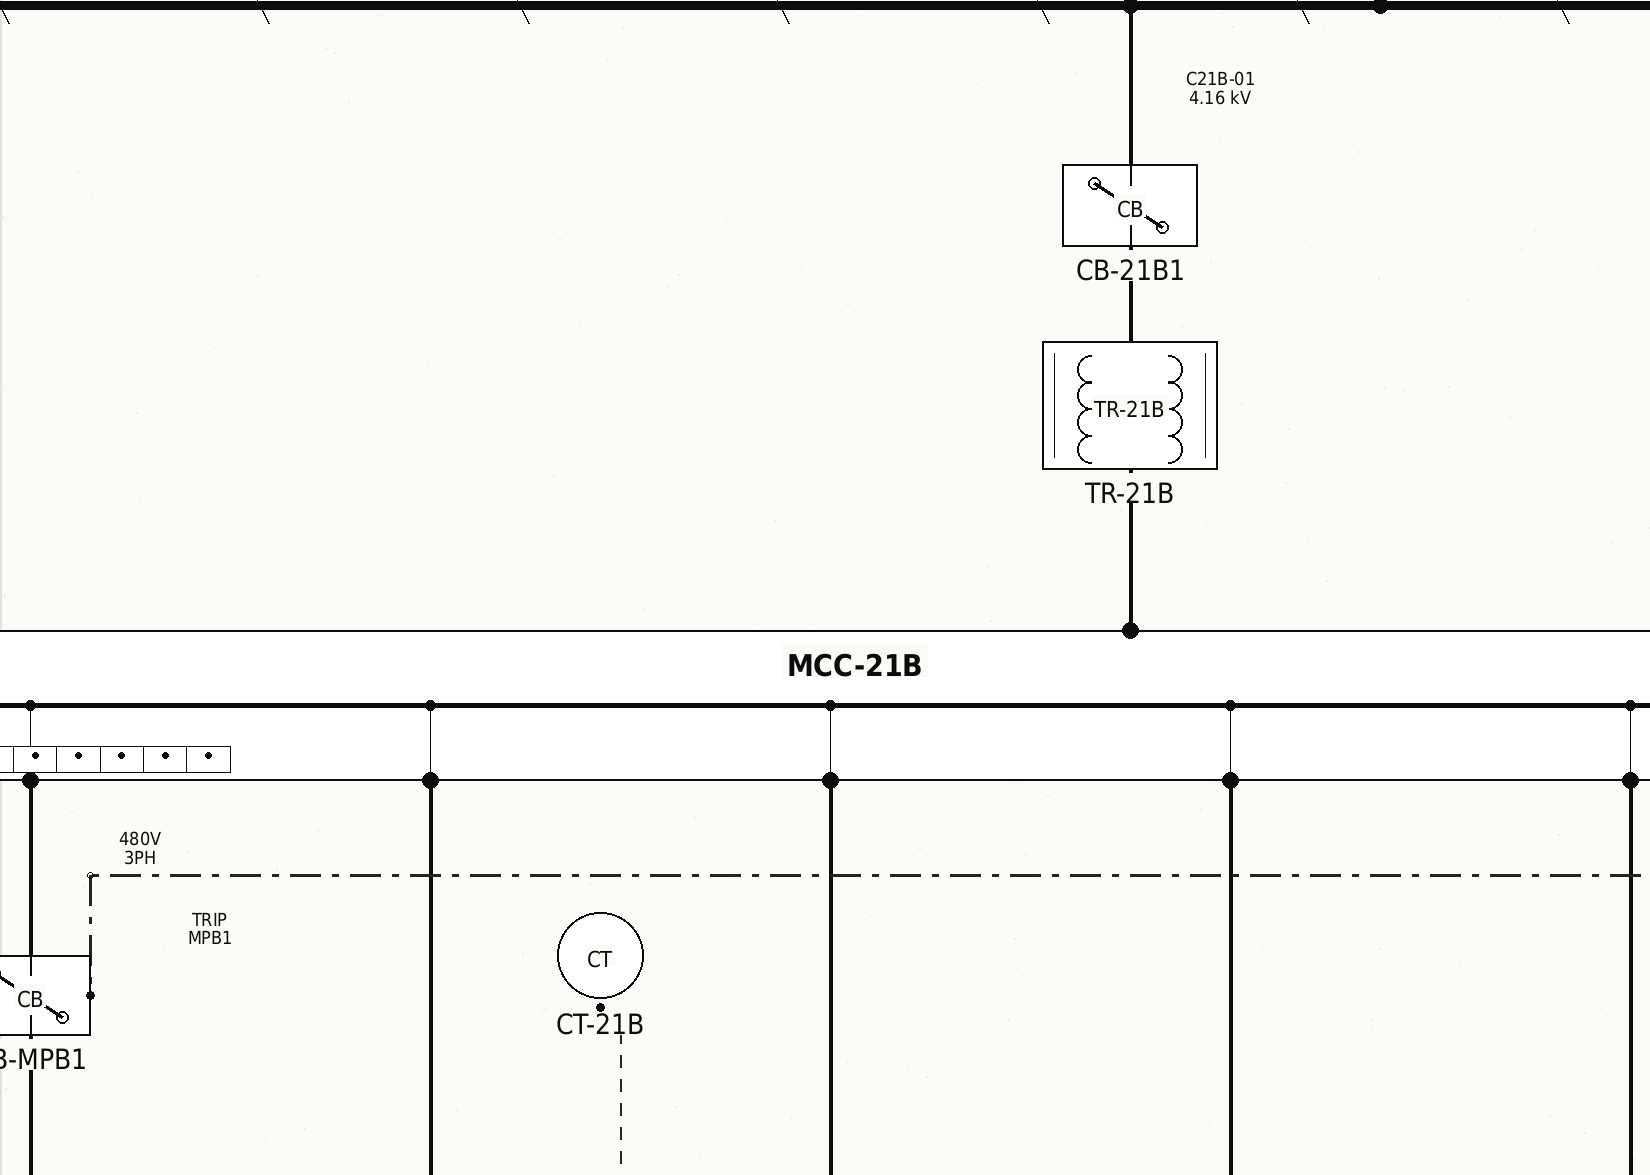 C21B-01
4.16 kV
CB
CB-21B1
TR-21B
TR-21B
MCC-21B
480V
3PH
TRIP
MPB1
CT
CB
CT-21B
B-MPB1